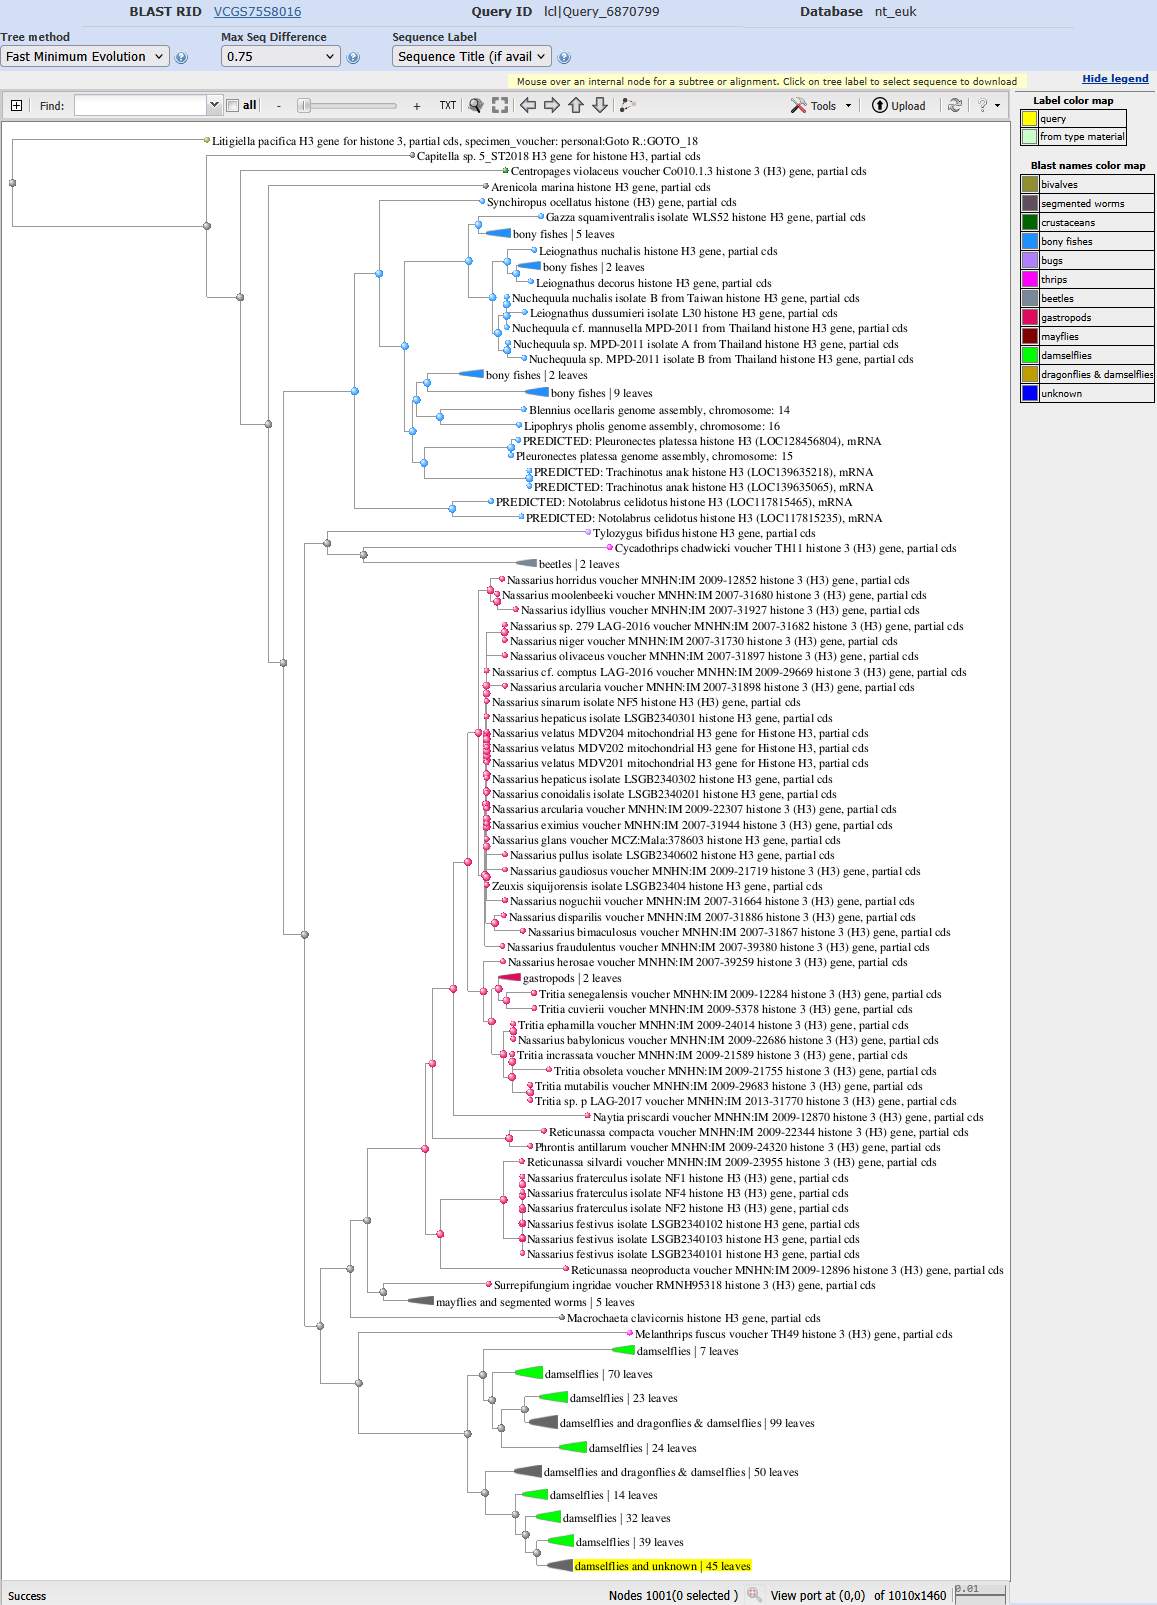 BLAST RID VCGS75S8016 Query ID lcl|Query_6870799 Database nt_euk
Tree method Max Seq Difference Sequence Label
Fast Minimum Evolution 0.75 Sequence Title (if avail
Mouse over an internal node for a subtree or alignment. Click on tree label to select sequence to download Hide legend
Find: all - + TXT Tools Upload ?
Label color map
query
from type material
Blast names color map
bivalves
segmented worms
crustaceans
bony fishes
bugs
thrips
beetles
gastropods
mayflies
damselflies
dragonflies & damselflies
unknown
Litigiella pacifica H3 gene for histone 3, partial cds, specimen_voucher: personal:Goto R.:GOTO_18
Capitella sp. 5_ST2018 H3 gene for histone H3, partial cds
Centropages violaceus voucher Co010.1.3 histone 3 (H3) gene, partial cds
Arenicola marina histone H3 gene, partial cds
Synchiropus ocellatus histone (H3) gene, partial cds
Gazza squamiventralis isolate WLS52 histone H3 gene, partial cds
bony fishes | 5 leaves
Leiognathus nuchalis histone H3 gene, partial cds
bony fishes | 2 leaves
Leiognathus decorus histone H3 gene, partial cds
Nuchequula nuchalis isolate B from Taiwan histone H3 gene, partial cds
Leiognathus dussumieri isolate L30 histone H3 gene, partial cds
Nuchequula cf. mannusella MPD-2011 from Thailand histone H3 gene, partial cds
Nuchequula sp. MPD-2011 isolate A from Thailand histone H3 gene, partial cds
Nuchequula sp. MPD-2011 isolate B from Thailand histone H3 gene, partial cds
bony fishes | 2 leaves
bony fishes | 9 leaves
Blennius ocellaris genome assembly, chromosome: 14
Lipophrys pholis genome assembly, chromosome: 16
PREDICTED: Pleuronectes platessa histone H3 (LOC128456804), mRNA
Pleuronectes platessa genome assembly, chromosome: 15
PREDICTED: Trachinotus anak histone H3 (LOC139635218), mRNA
PREDICTED: Trachinotus anak histone H3 (LOC139635065), mRNA
PREDICTED: Notolabrus celidotus histone H3 (LOC117815465), mRNA
PREDICTED: Notolabrus celidotus histone H3 (LOC117815235), mRNA
Tylozygus bifidus histone H3 gene, partial cds
Cycadothrips chadwicki voucher TH11 histone 3 (H3) gene, partial cds
beetles | 2 leaves
Nassarius horridus voucher MNHN:IM 2009-12852 histone 3 (H3) gene, partial cds
Nassarius moolenbeeki voucher MNHN:IM 2007-31680 histone 3 (H3) gene, partial cds
Nassarius idyllius voucher MNHN:IM 2007-31927 histone 3 (H3) gene, partial cds
Nassarius sp. 279 LAG-2016 voucher MNHN:IM 2007-31682 histone 3 (H3) gene, partial cds
Nassarius niger voucher MNHN:IM 2007-31730 histone 3 (H3) gene, partial cds
Nassarius olivaceus voucher MNHN:IM 2007-31897 histone 3 (H3) gene, partial cds
Nassarius cf. comptus LAG-2016 voucher MNHN:IM 2009-29669 histone 3 (H3) gene, partial cds
Nassarius arcularia voucher MNHN:IM 2007-31898 histone 3 (H3) gene, partial cds
Nassarius sinarum isolate NF5 histone H3 (H3) gene, partial cds
Nassarius hepaticus isolate LSGB2340301 histone H3 gene, partial cds
Nassarius velatus MDV204 mitochondrial H3 gene for Histone H3, partial cds
Nassarius velatus MDV202 mitochondrial H3 gene for Histone H3, partial cds
Nassarius velatus MDV201 mitochondrial H3 gene for Histone H3, partial cds
Nassarius hepaticus isolate LSGB2340302 histone H3 gene, partial cds
Nassarius conoidalis isolate LSGB2340201 histone H3 gene, partial cds
Nassarius arcularia voucher MNHN:IM 2009-22307 histone 3 (H3) gene, partial cds
Nassarius eximius voucher MNHN:IM 2007-31944 histone 3 (H3) gene, partial cds
Nassarius glans voucher MCZ:Mala:378603 histone H3 gene, partial cds
Nassarius pullus isolate LSGB2340602 histone H3 gene, partial cds
Nassarius gaudiosus voucher MNHN:IM 2009-21719 histone 3 (H3) gene, partial cds
Zeuxis siquijorensis isolate LSGB23404 histone H3 gene, partial cds
Nassarius noguchii voucher MNHN:IM 2007-31664 histone 3 (H3) gene, partial cds
Nassarius disparilis voucher MNHN:IM 2007-31886 histone 3 (H3) gene, partial cds
Nassarius bimaculosus voucher MNHN:IM 2007-31867 histone 3 (H3) gene, partial cds
Nassarius fraudulentus voucher MNHN:IM 2007-39380 histone 3 (H3) gene, partial cds
Nassarius herosae voucher MNHN:IM 2007-39259 histone 3 (H3) gene, partial cds
gastropods | 2 leaves
Tritia senegalensis voucher MNHN:IM 2009-12284 histone 3 (H3) gene, partial cds
Tritia cuvierii voucher MNHN:IM 2009-5378 histone 3 (H3) gene, partial cds
Tritia ephamilla voucher MNHN:IM 2009-24014 histone 3 (H3) gene, partial cds
Nassarius babylonicus voucher MNHN:IM 2009-22686 histone 3 (H3) gene, partial cds
Tritia incrassata voucher MNHN:IM 2009-21589 histone 3 (H3) gene, partial cds
Tritia obsoleta voucher MNHN:IM 2009-21755 histone 3 (H3) gene, partial cds
Tritia mutabilis voucher MNHN:IM 2009-29683 histone 3 (H3) gene, partial cds
Tritia sp. p LAG-2017 voucher MNHN:IM 2013-31770 histone 3 (H3) gene, partial cds
Naytia priscardi voucher MNHN:IM 2009-12870 histone 3 (H3) gene, partial cds
Reticunassa compacta voucher MNHN:IM 2009-22344 histone 3 (H3) gene, partial cds
Phrontis antillarum voucher MNHN:IM 2009-24320 histone 3 (H3) gene, partial cds
Reticunassa silvardi voucher MNHN:IM 2009-23955 histone 3 (H3) gene, partial cds
Nassarius fraterculus isolate NF1 histone H3 (H3) gene, partial cds
Nassarius fraterculus isolate NF4 histone H3 (H3) gene, partial cds
Nassarius fraterculus isolate NF2 histone H3 (H3) gene, partial cds
Nassarius festivus isolate LSGB2340102 histone H3 gene, partial cds
Nassarius festivus isolate LSGB2340103 histone H3 gene, partial cds
Nassarius festivus isolate LSGB2340101 histone H3 gene, partial cds
Reticunassa neoproducta voucher MNHN:IM 2009-12896 histone 3 (H3) gene, partial cds
Surrepifungium ingridae voucher RMNH95318 histone 3 (H3) gene, partial cds
mayflies and segmented worms | 5 leaves
Macrochaeta clavicornis histone H3 gene, partial cds
Melanthrips fuscus voucher TH49 histone 3 (H3) gene, partial cds
damselflies | 7 leaves
damselflies | 70 leaves
damselflies | 23 leaves
damselflies and dragonflies & damselflies | 99 leaves
damselflies | 24 leaves
damselflies and dragonflies & damselflies | 50 leaves
damselflies | 14 leaves
damselflies | 32 leaves
damselflies | 39 leaves
damselflies and unknown | 45 leaves
Success Nodes 1001(0 selected ) View port at (0,0) of 1010x1460 0.01